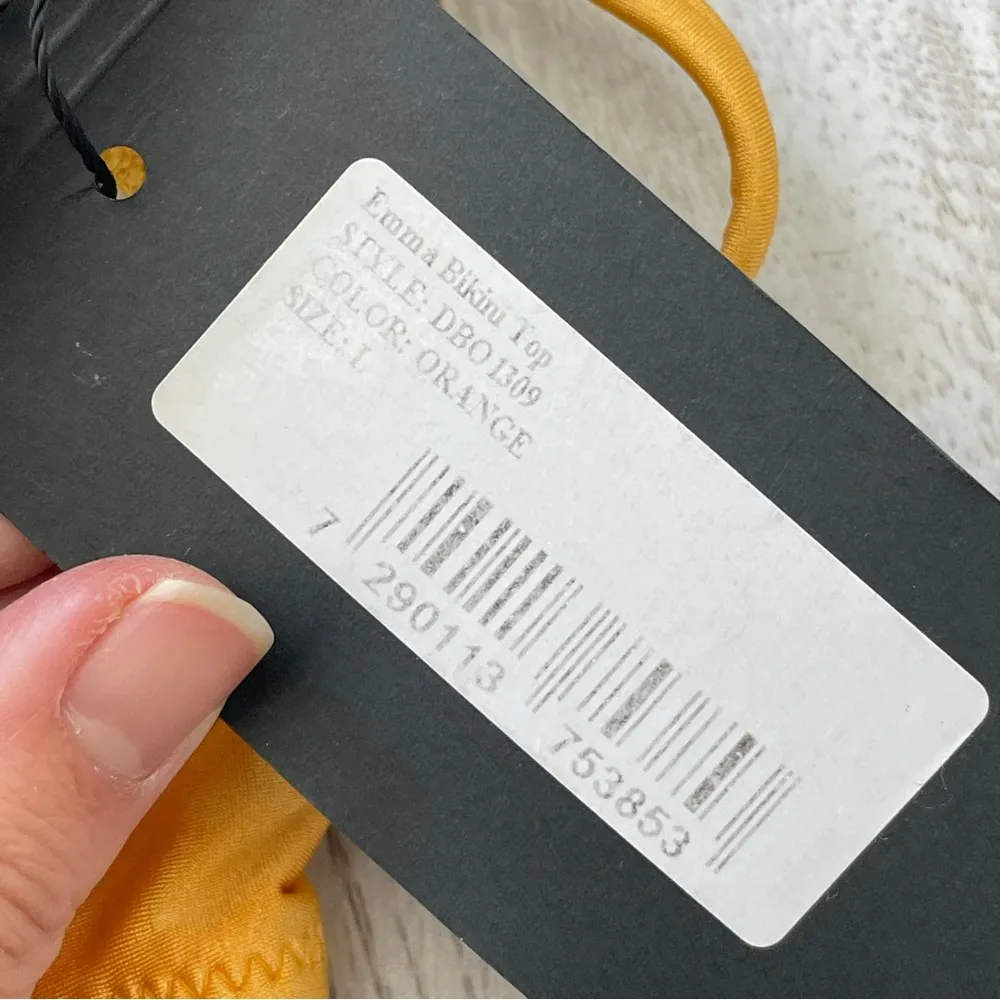 Emma Bikini Top
STYLE: DBO1309
COLOR: ORANGE
SIZE: L
7 290113 753853